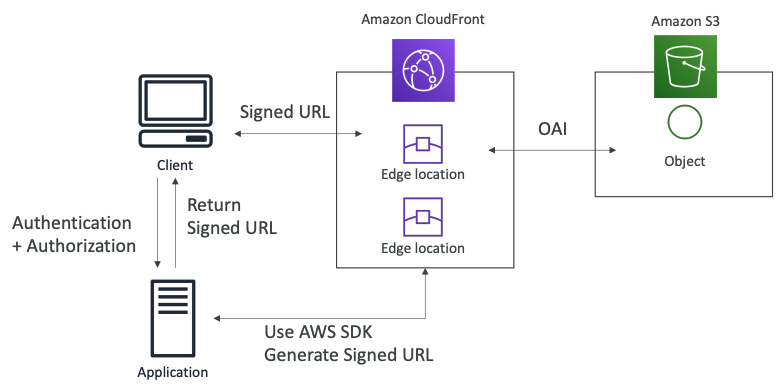 Amazon CloudFront
Amazon S3
Signed URL
OAI
Client
Edge location
Object
Return
Signed URL
Authentication
+ Authorization
Edge location
Use AWS SDK
Generate Signed URL
Application